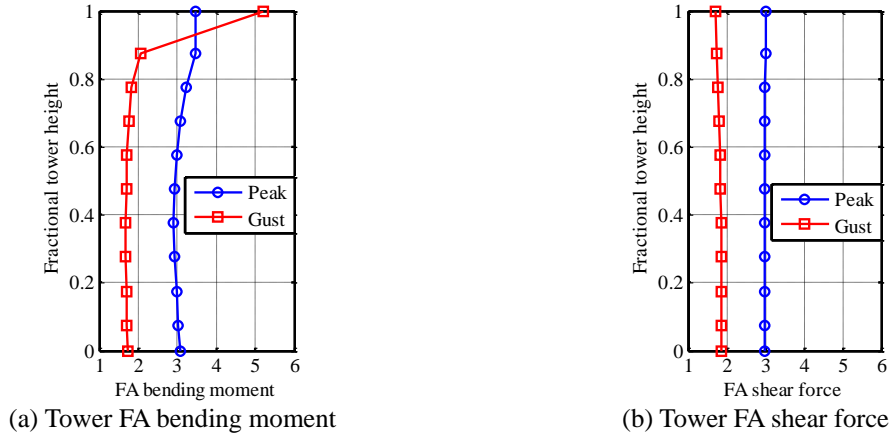 1
0.8
0.6
0.4
0.2
0
Fractional tower height
Peak
Gust
1 2 3 4 5 6
FA bending moment
(a) Tower FA bending moment
1
0.8
0.6
0.4
0.2
0
Fractional tower height
Peak
Gust
1 2 3 4 5 6
FA shear force
(b) Tower FA shear force